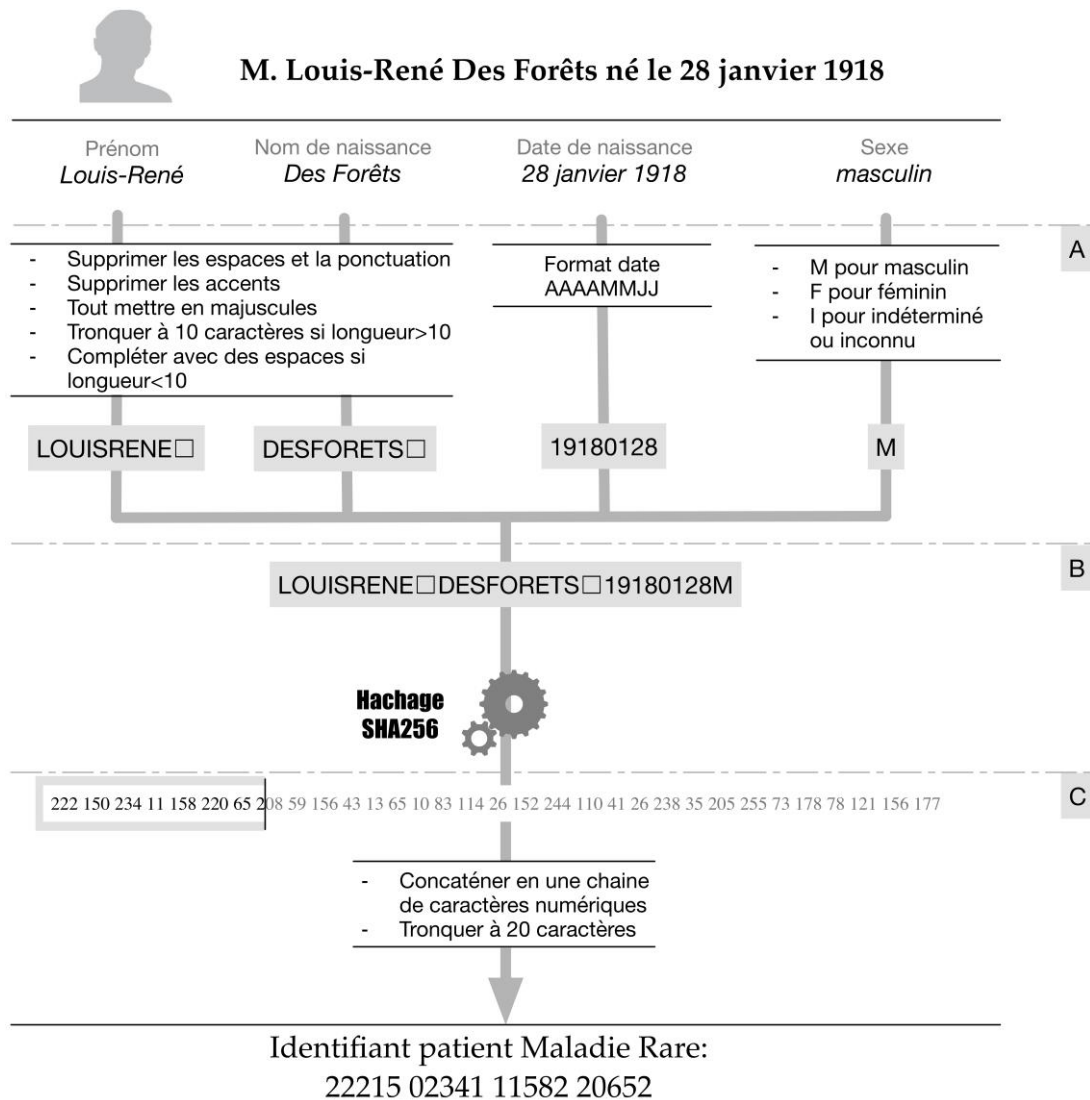 M. Louis-René Des Forêts né le 28 janvier 1918
Prénom
Louis-René
Nom de naissance
Des Forêts
Date de naissance
28 janvier 1918
Sexe
masculin
A
- Supprimer les espaces et la ponctuation
- Supprimer les accents
- Tout mettre en majuscules
- Tronquer à 10 caractères si longueur>10
- Compléter avec des espaces si
longueur<10
Format date
AAAAMMJJ
- M pour masculin
- F pour féminin
- I pour indéterminé
ou inconnu
LOUISRENE□
DESFORETS□
19180128
M
B
LOUISRENE□DESFORETS□19180128M
Hachage
SHA256
C
222 150 234 11 158 220 65 208 59 156 43 13 65 10 83 114 26 152 244 110 41 26 238 35 205 255 73 178 78 121 156 177
- Concaténer en une chaine
de caractères numériques
- Tronquer à 20 caractères
Identifiant patient Maladie Rare:
22215 02341 11582 20652